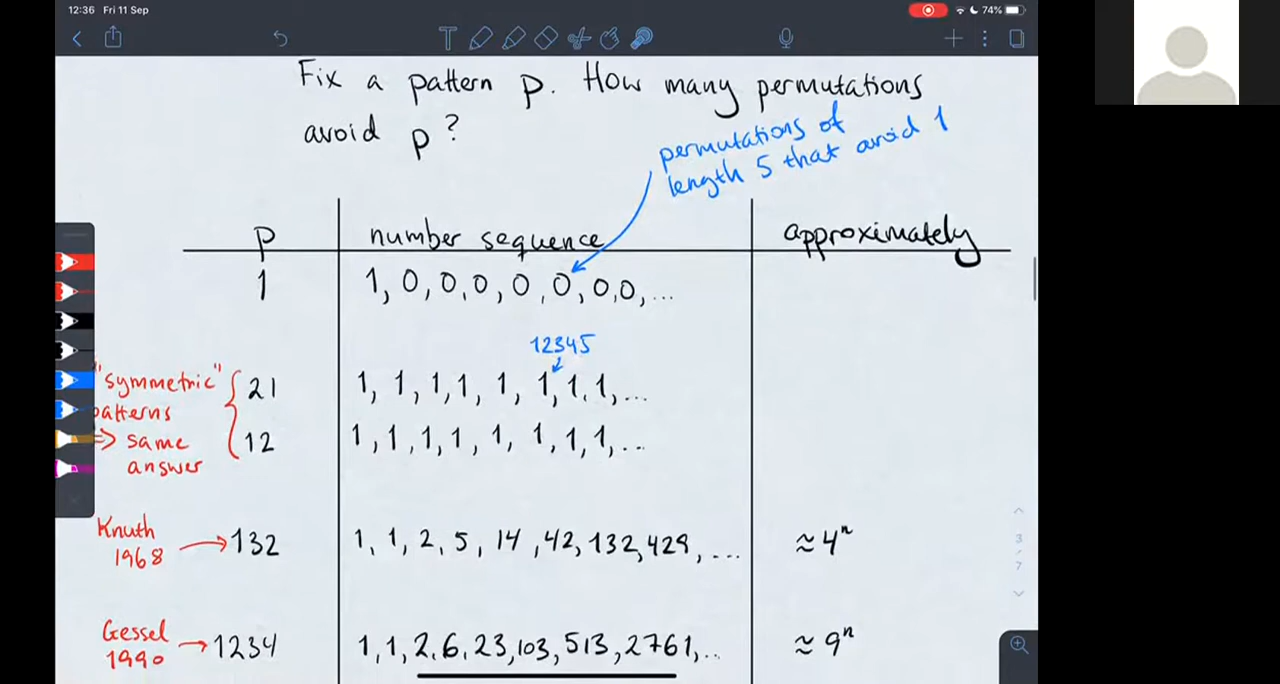 12:36 Fri 11 Sep
74%
Fix a pattern p. How many permutations
avoid p?
permutations of
length 5 that avoid 1
p number sequence approximately
1 1, 0, 0, 0, 0, 0, 0, 0, ...
12345
"symmetric" 21 1, 1, 1, 1, 1, 1, 1, 1, ...
patterns
=> same 12 1, 1, 1, 1, 1, 1, 1, 1, ...
answer
Knuth
1968 → 132 1, 1, 2, 5, 14, 42, 132, 429, ... ≈ 4ⁿ
3
/
7
Gessel
1990 → 1234 1, 1, 2, 6, 23, 103, 513, 2761, .. ≈ 9ⁿ